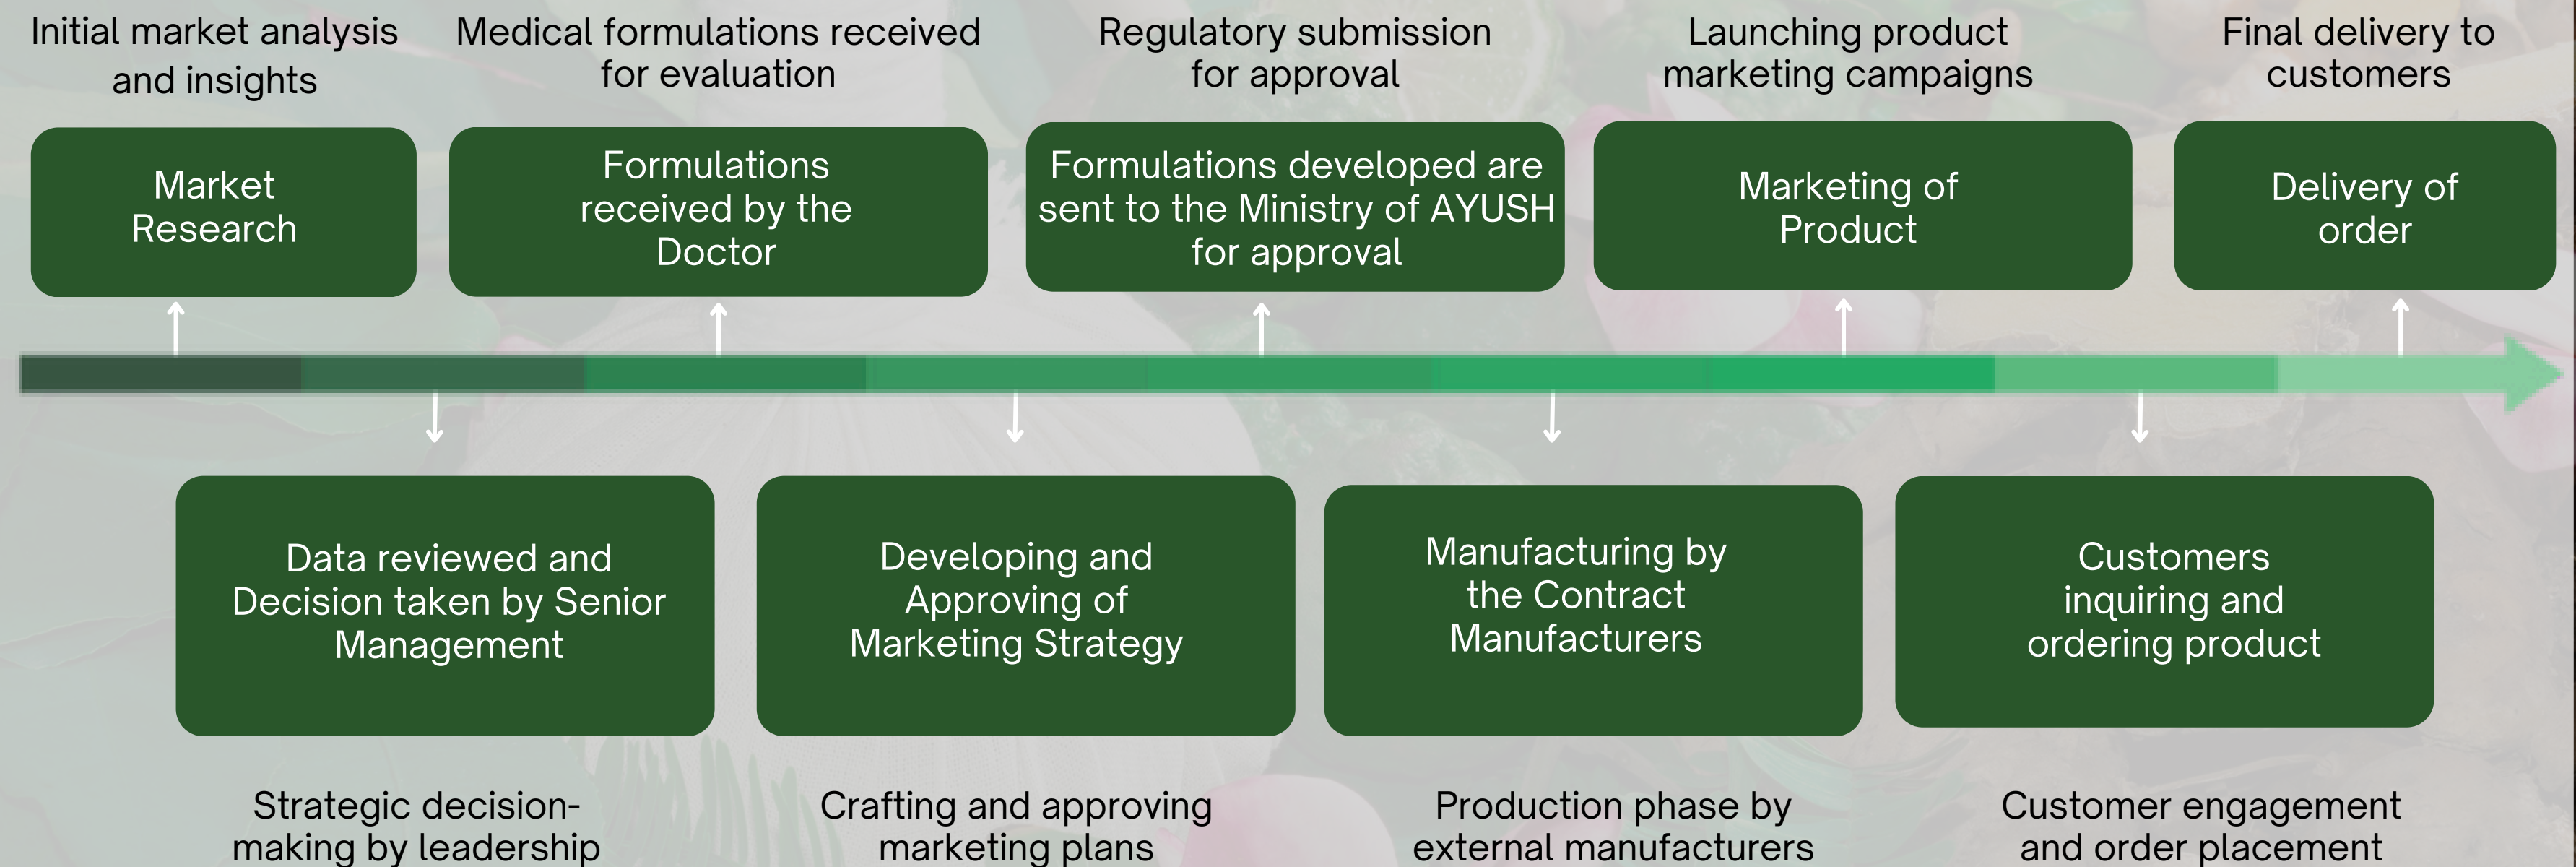 Initial market analysis
and insights
Medical formulations received
for evaluation
Regulatory submission
for approval
Launching product
marketing campaigns
Final delivery to
customers
Market
Research
Formulations
received by the
Doctor
Formulations developed are
sent to the Ministry of AYUSH
for approval
Marketing of
Product
Delivery of
order
Data reviewed and
Decision taken by Senior
Management
Developing and
Approving of
Marketing Strategy
Manufacturing by
the Contract
Manufacturers
Customers
inquiring and
ordering product
Strategic decision-
making by leadership
Crafting and approving
marketing plans
Production phase by
external manufacturers
Customer engagement
and order placement